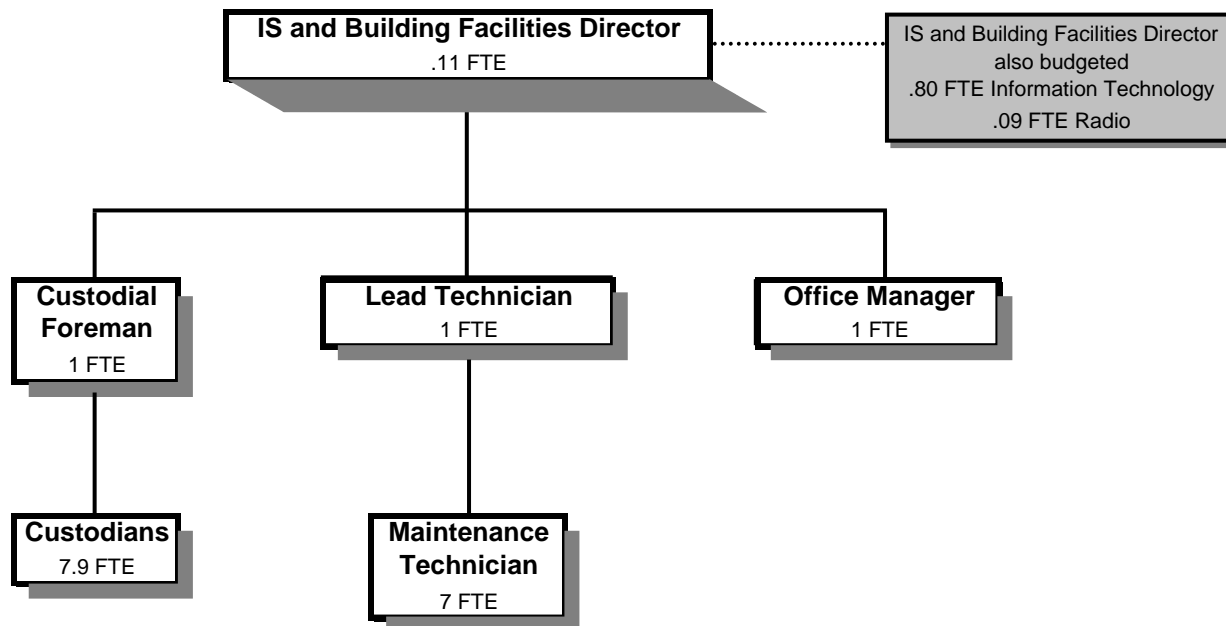 IS and Building Facilities Director
.11 FTE
IS and Building Facilities Director
also budgeted
.80 FTE Information Technology
.09 FTE Radio
Custodial
Foreman
1 FTE
Lead Technician
1 FTE
Office Manager
1 FTE
Custodians
7.9 FTE
Maintenance
Technician
7 FTE